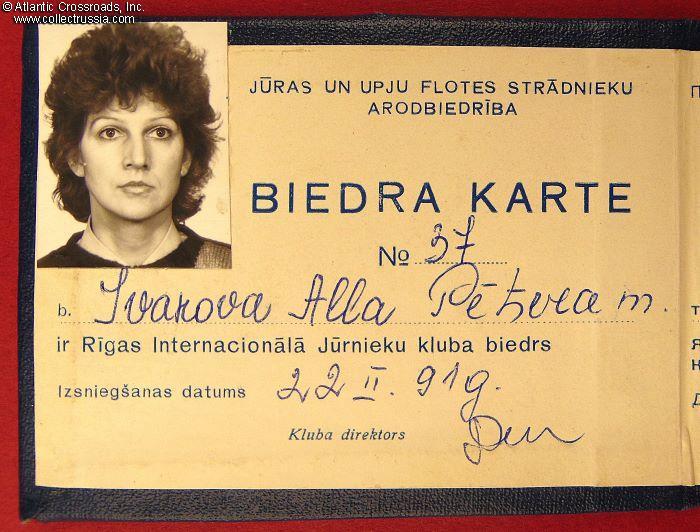 © Atlantic Crossroads, Inc.
www.collectrussia.com
JŪRAS UN UPJU FLOTES STRĀDNIEKU
ARODBIEDRĪBA
BIEDRA KARTE
No 37
b. Ivanova Alla Pētera m.
ir Rīgas Internacionālā Jūrnieku kluba biedrs
Izsniegšanas datums 22 II. 91g.
Kluba direktors